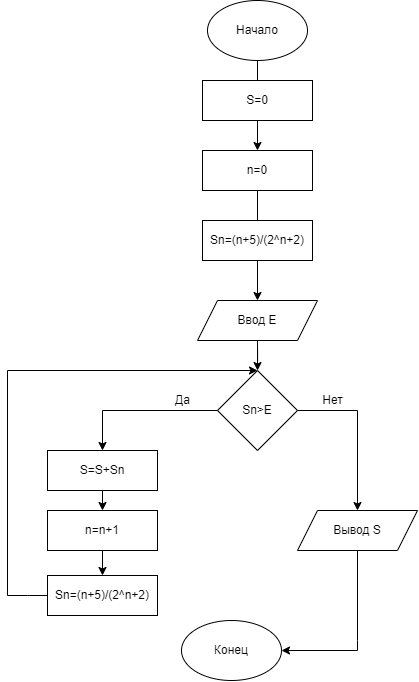 Начало
S=0
n=0
Sn=(n+5)/(2^n+2)
Ввод E
Sn>E
Да
Нет
S=S+Sn
n=n+1
Sn=(n+5)/(2^n+2)
Вывод S
Конец